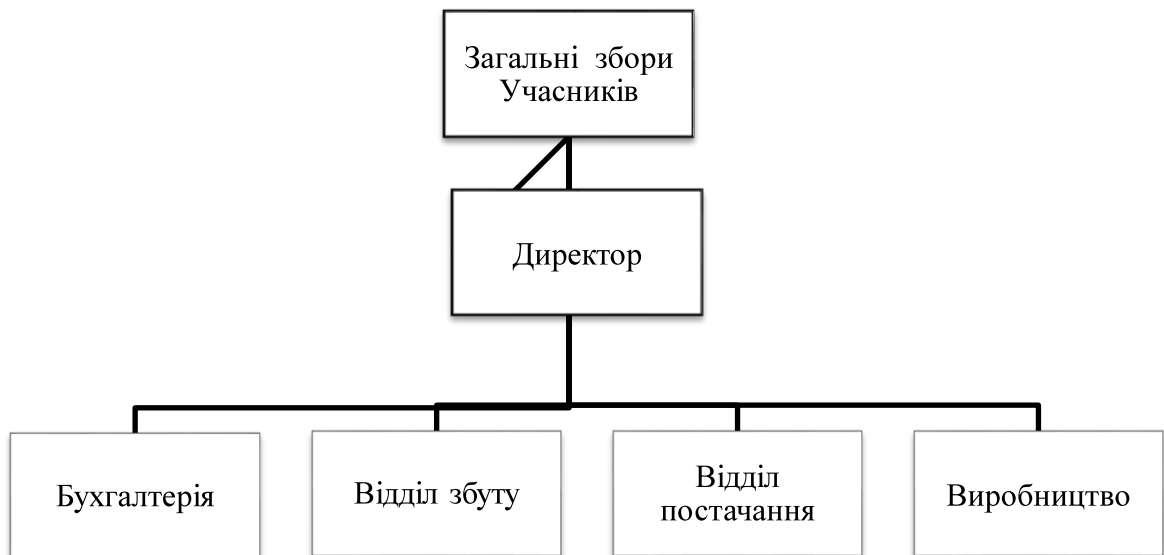 Загальні збори
Учасників
Директор
Бухгалтерія
Відділ збуту
Відділ
постачання
Виробництво